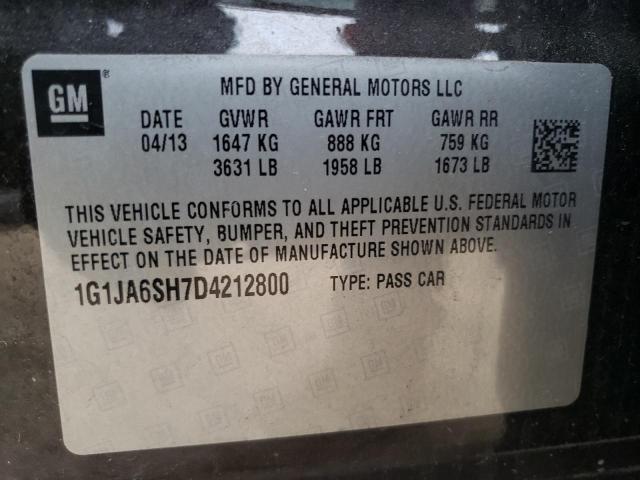 GM
®
MFD BY GENERAL MOTORS LLC
DATE GVWR GAWR FRT GAWR RR
04/13 1647 KG 888 KG 759 KG
3631 LB 1958 LB 1673 LB
THIS VEHICLE CONFORMS TO ALL APPLICABLE U.S. FEDERAL MOTOR
VEHICLE SAFETY, BUMPER, AND THEFT PREVENTION STANDARDS IN
EFFECT ON THE DATE OF MANUFACTURE SHOWN ABOVE.
1G1JA6SH7D4212800 TYPE: PASS CAR